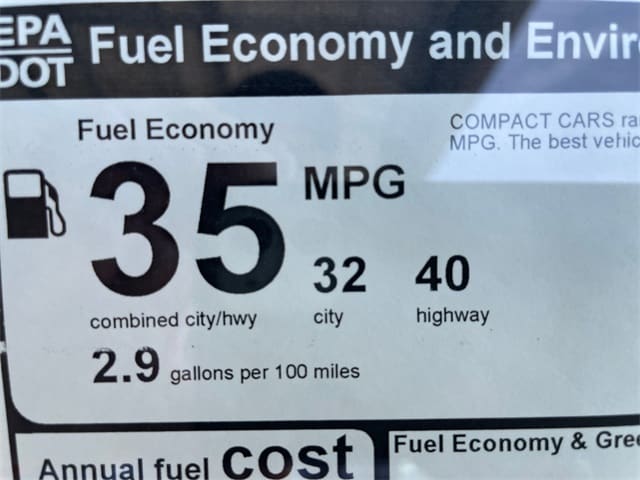 EPA
DOT
Fuel Economy and Envir
Fuel Economy
COMPACT CARS ra
MPG. The best vehic
35 MPG
32 40
combined city/hwy city highway
2.9 gallons per 100 miles
Annual fuel cost
Fuel Economy & Gree